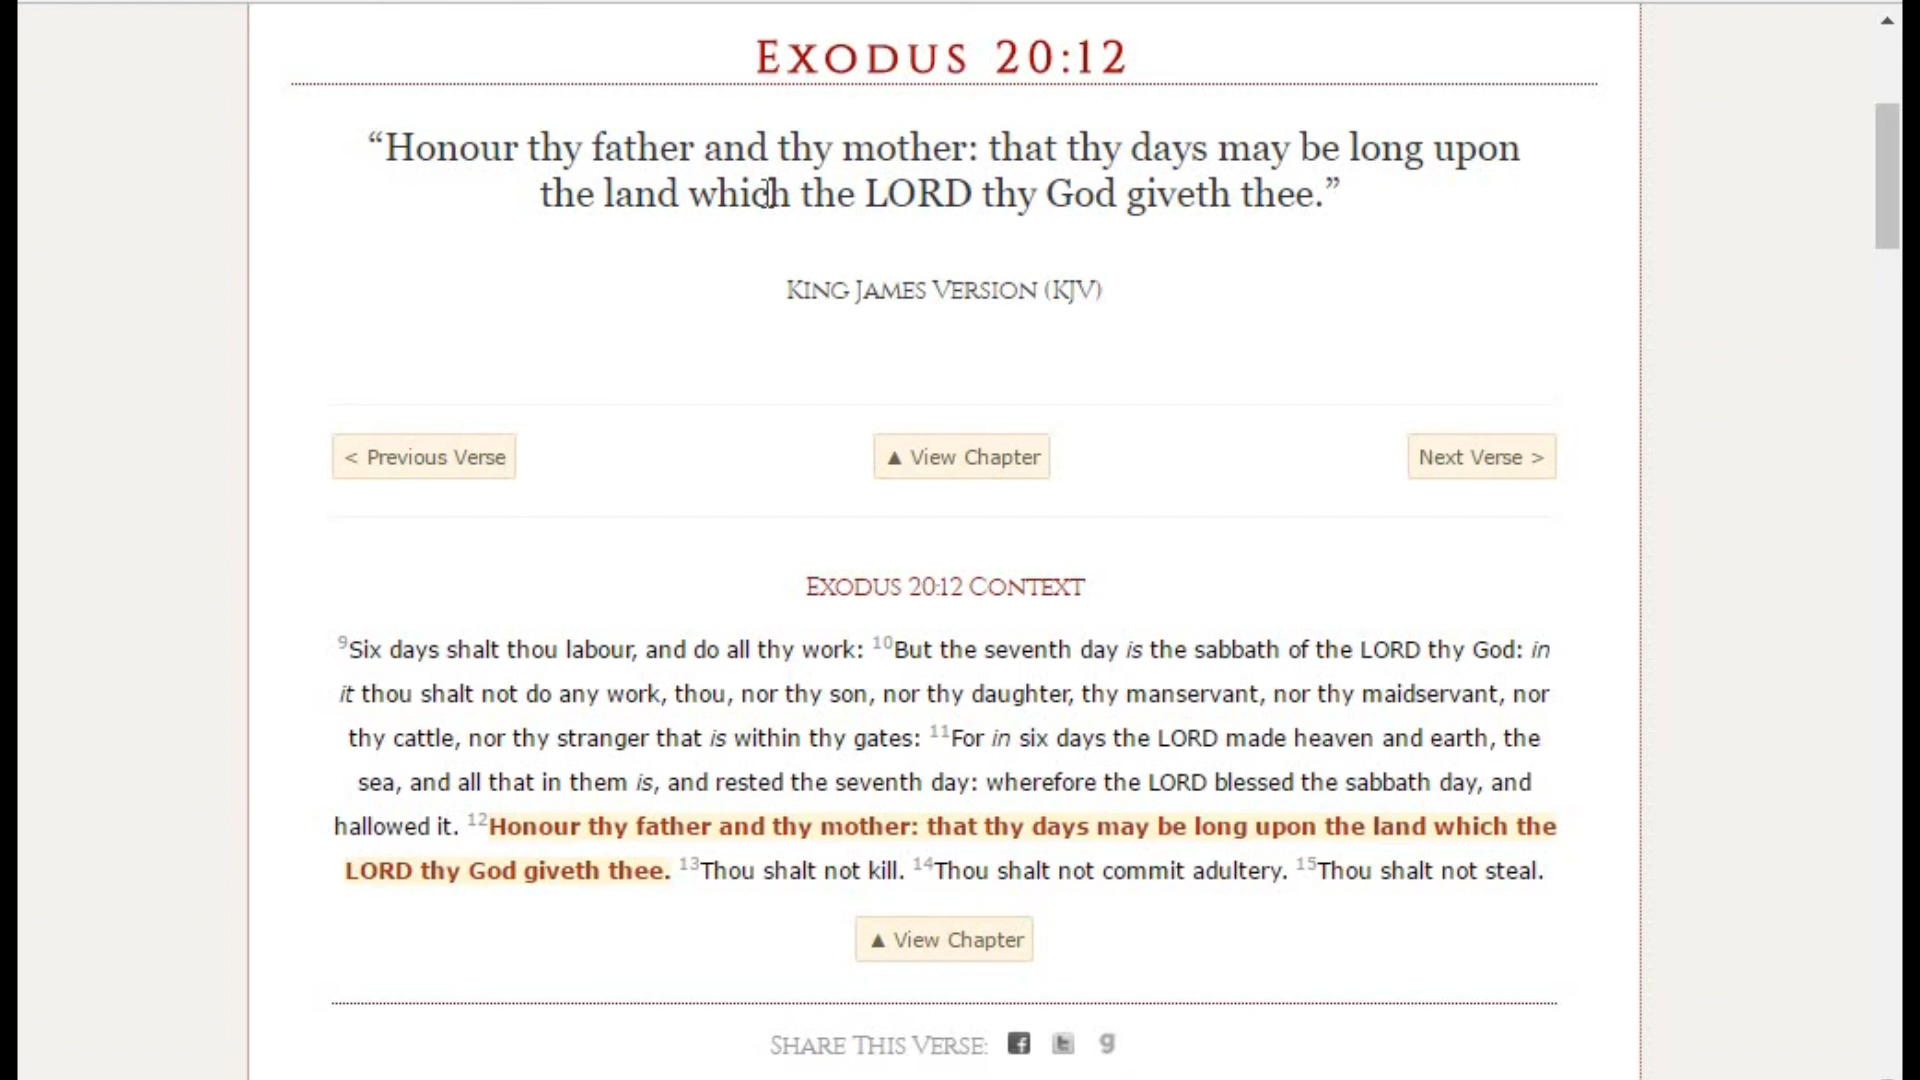 EXODUS 20:12
“Honour thy father and thy mother: that thy days may be long upon
the land which the LORD thy God giveth thee.”
KING JAMES VERSION (KJV)
< Previous Verse
▲ View Chapter
Next Verse >
EXODUS 20:12 CONTEXT
9Six days shalt thou labour, and do all thy work: 10But the seventh day is the sabbath of the LORD thy God: in
it thou shalt not do any work, thou, nor thy son, nor thy daughter, thy manservant, nor thy maidservant, nor
thy cattle, nor thy stranger that is within thy gates: 11For in six days the LORD made heaven and earth, the
sea, and all that in them is, and rested the seventh day: wherefore the LORD blessed the sabbath day, and
hallowed it. 12Honour thy father and thy mother: that thy days may be long upon the land which the
LORD thy God giveth thee. 13Thou shalt not kill. 14Thou shalt not commit adultery. 15Thou shalt not steal.
▲ View Chapter
SHARE THIS VERSE: f t g